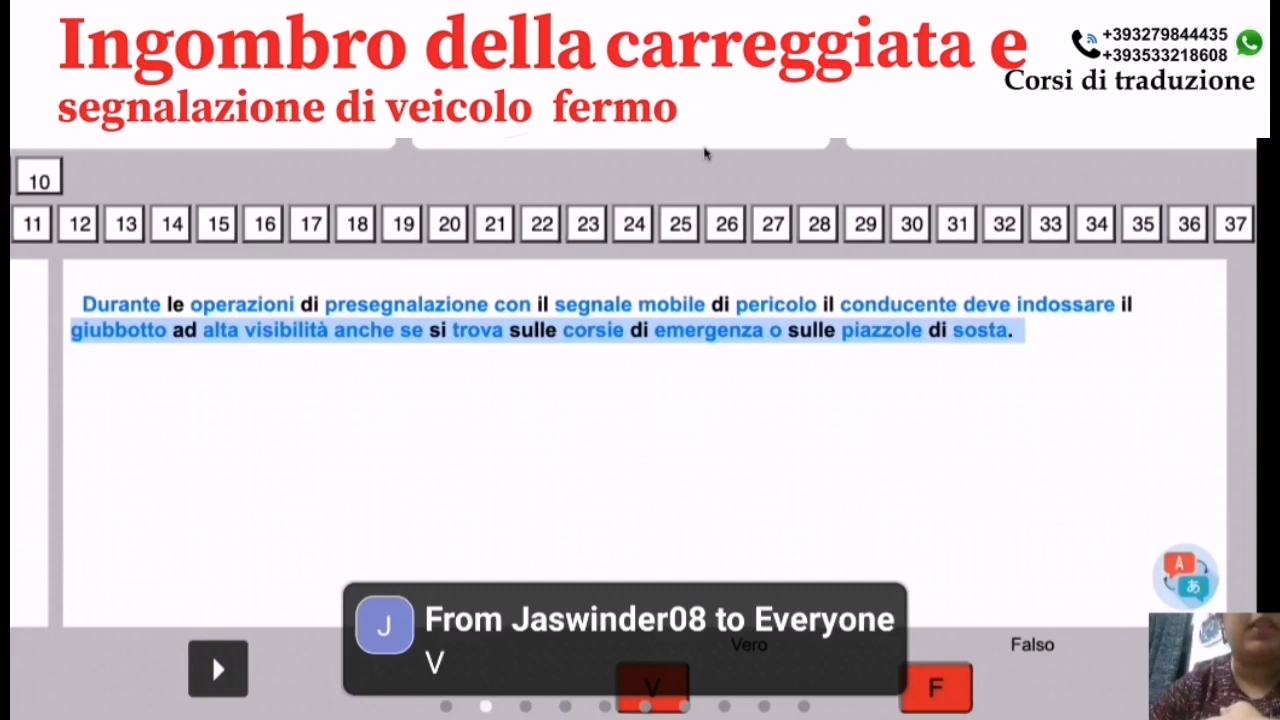 Ingombro della carreggiata e
segnalazione di veicolo fermo
+393279844435
+393533218608
Corsi di traduzione
10
11 12 13 14 15 16 17 18 19 20 21 22 23 24 25 26 27 28 29 30 31 32 33 34 35 36 37
Durante le operazioni di presegnalazione con il segnale mobile di pericolo il conducente deve indossare il
giubbotto ad alta visibilità anche se si trova sulle corsie di emergenza o sulle piazzole di sosta.
A
あ
J
From Jaswinder08 to Everyone
V
Vero
Falso
V
F